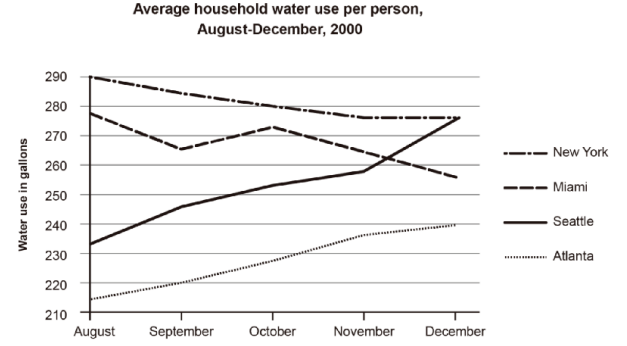 Average household water use per person,
August-December, 2000
Water use in gallons
290
280
270
260
250
240
230
220
210
August September October November December
New York
Miami
Seattle
Atlanta